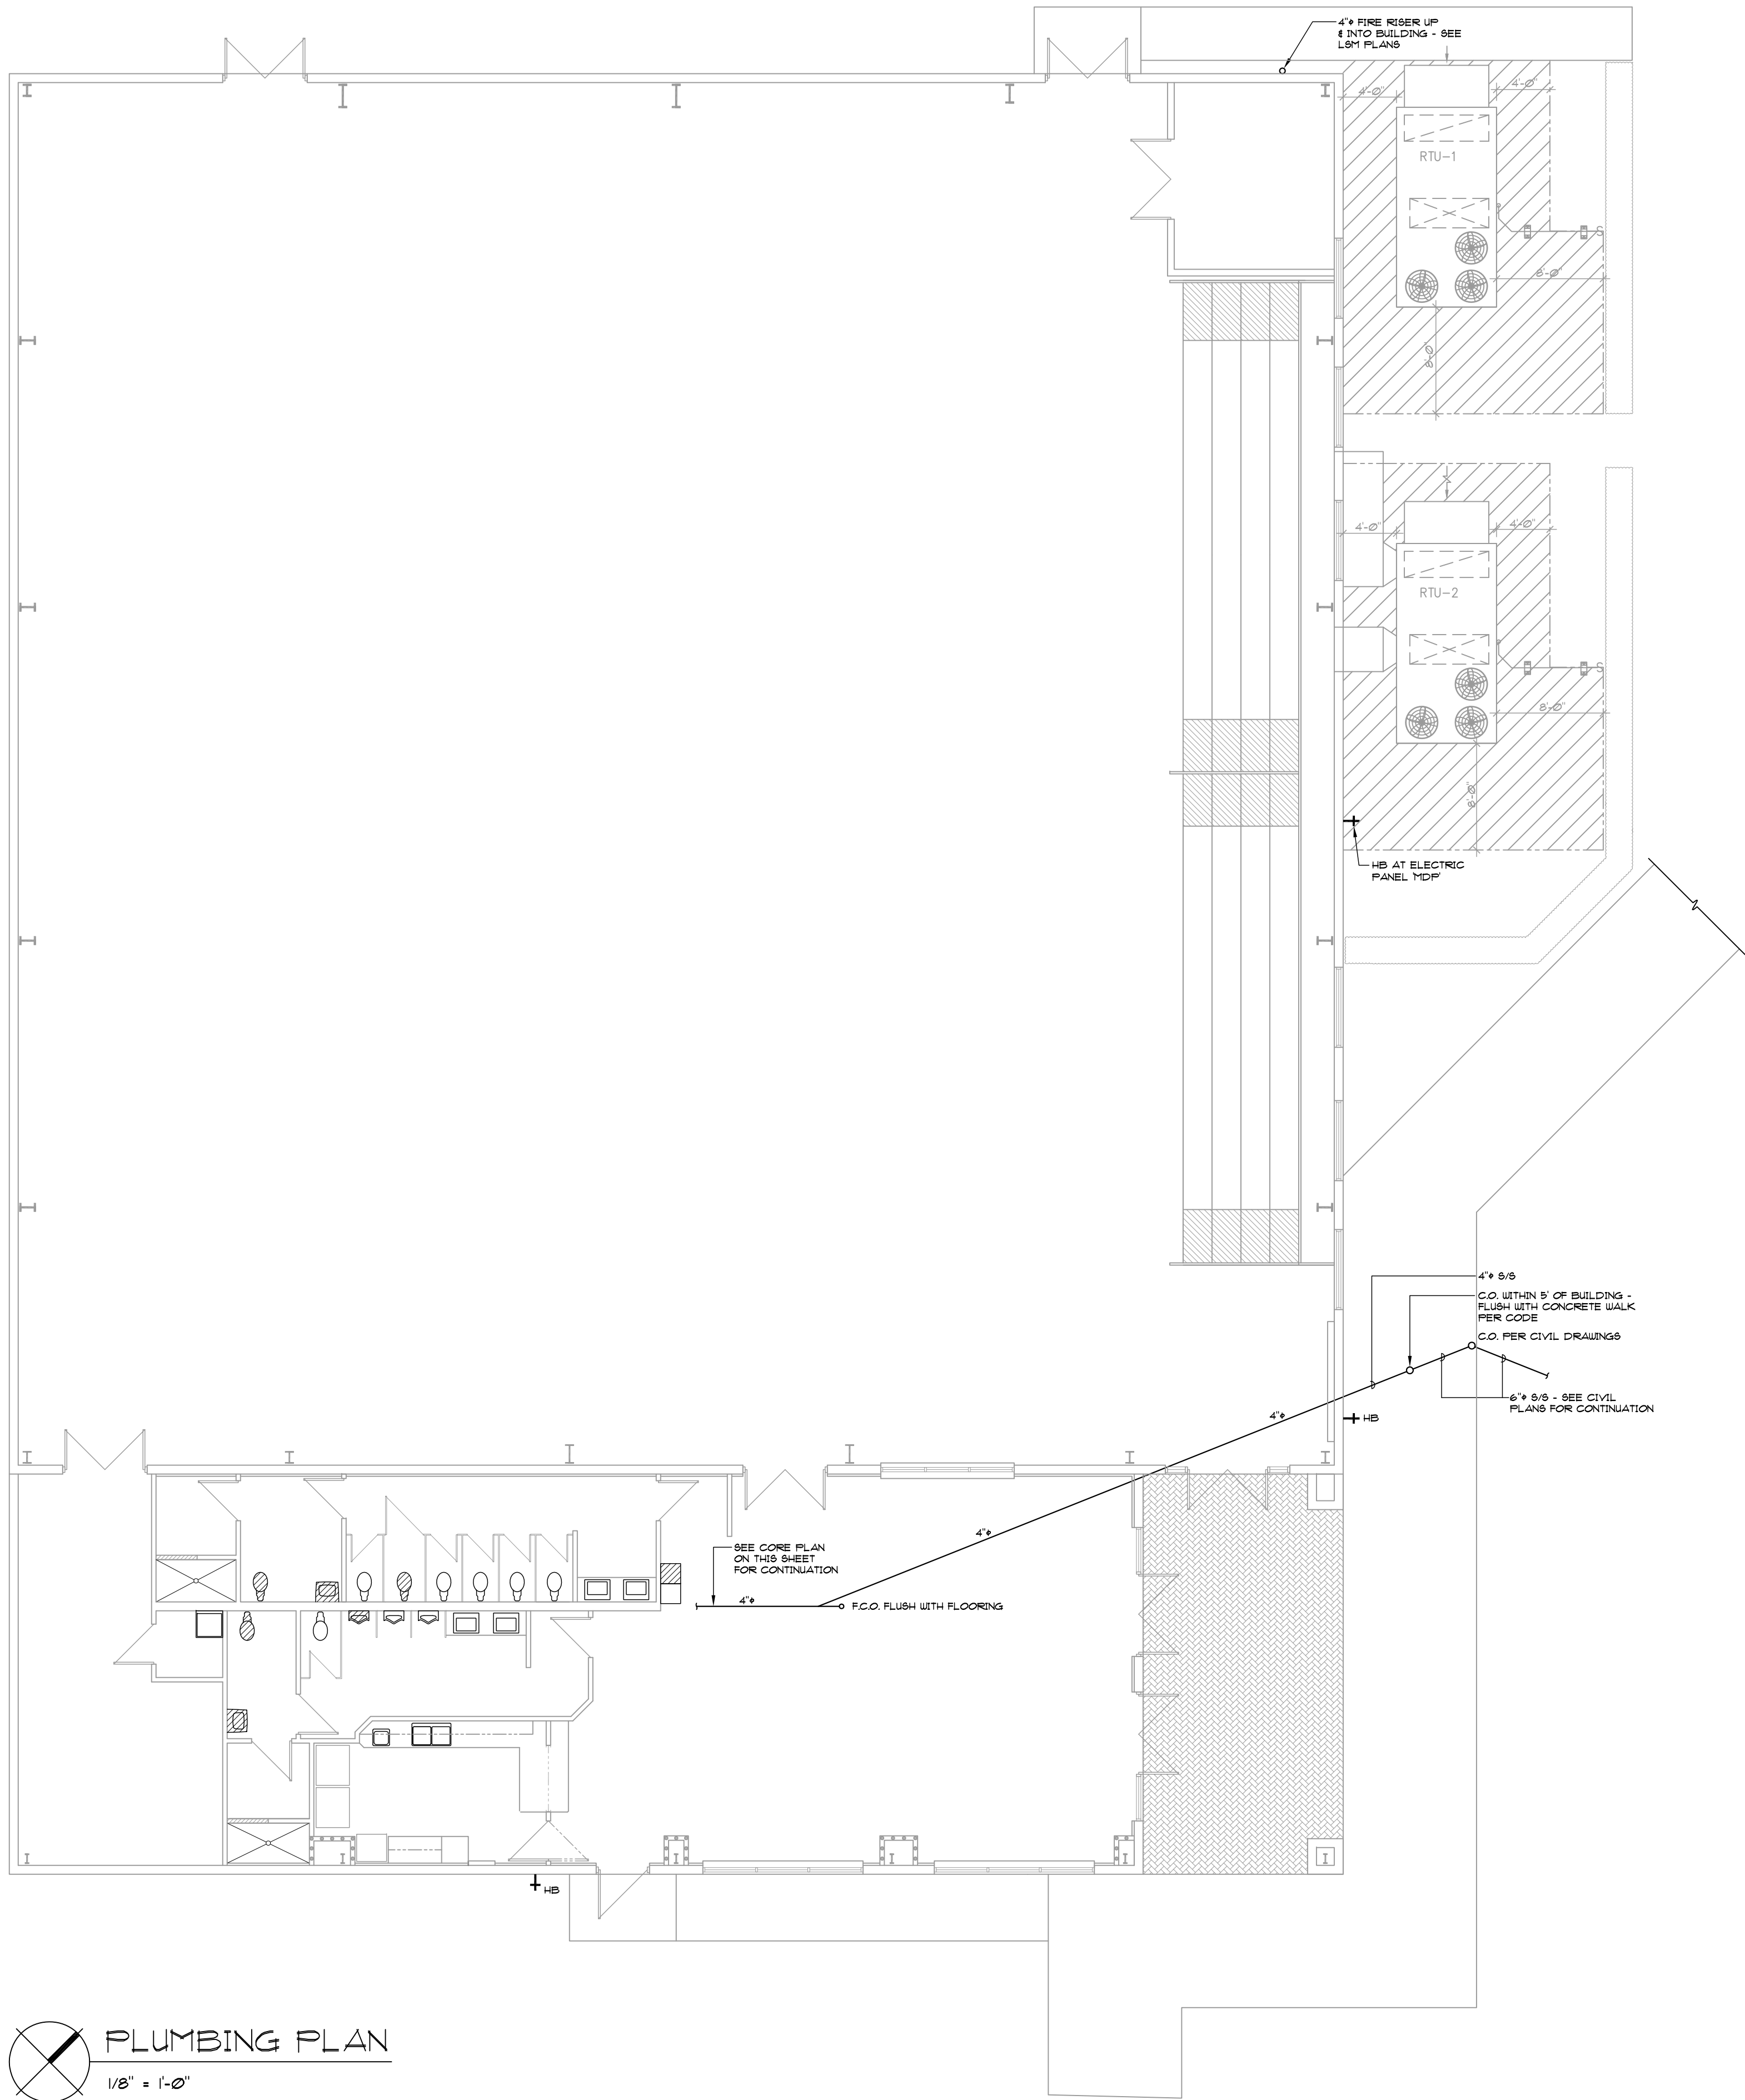 4"ϕ FIRE RISER UP
& INTO BUILDING - SEE
LSM PLANS
4'-0"
4'-0"
RTU-1
S
8'-0"
8'-0"
4'-0"
4'-0"
RTU-2
S
8'-0"
8'-0"
HB AT ELECTRIC
PANEL 'MDP'
4"ϕ S/S
C.O. WITHIN 5' OF BUILDING -
FLUSH WITH CONCRETE WALK
PER CODE
C.O. PER CIVIL DRAWINGS
6"ϕ S/S - SEE CIVIL
PLANS FOR CONTINUATION
4"ϕ
HB
4"ϕ
SEE CORE PLAN
ON THIS SHEET
FOR CONTINUATION
4"ϕ
F.C.O. FLUSH WITH FLOORING
HB
PLUMBING PLAN
1/8" = 1'-0"